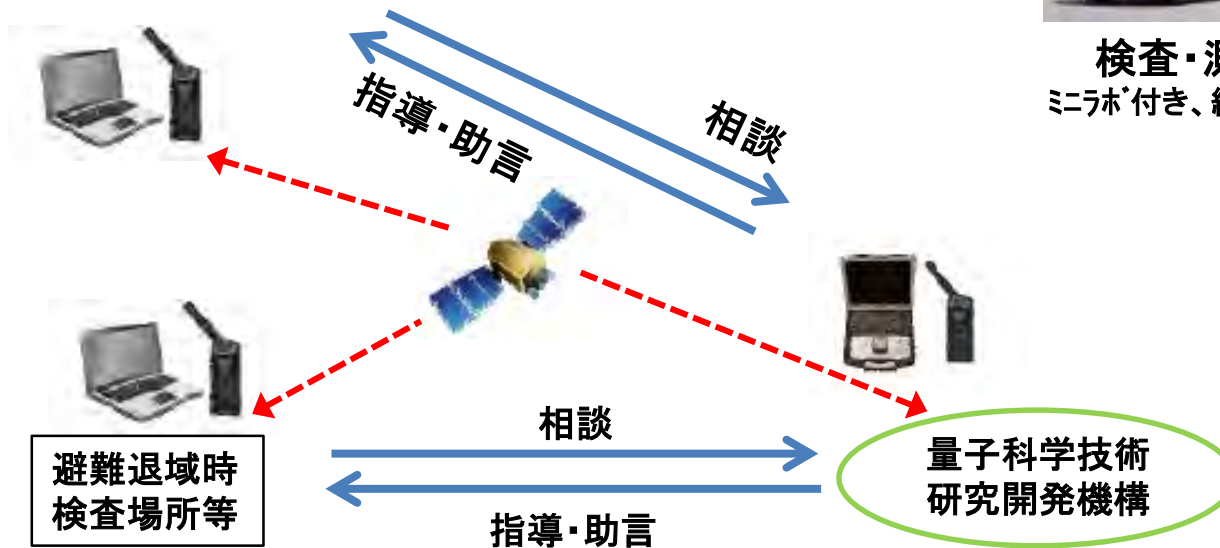 検査・測
ミニラボ付き、
指導・助言
相談
相談
避難退域時
検査場所等
量子科学技術
研究開発機構
指導・助言